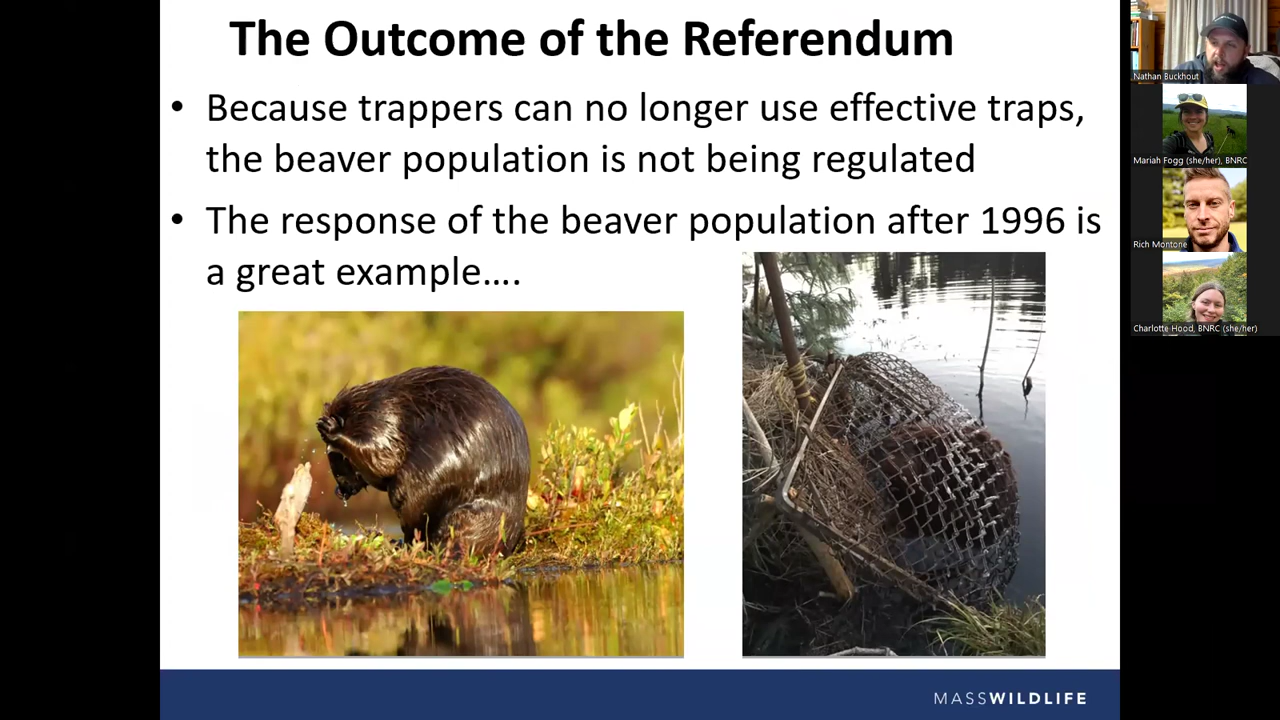 The Outcome of the Referendum
• Because trappers can no longer use effective traps,
the beaver population is not being regulated
• The response of the beaver population after 1996 is
a great example....
MASSWILDLIFE
Nathan Buckhout
Mariah Fogg (she/her), BNRC
Rich Montone
Charlotte Hood, BNRC (she/her)